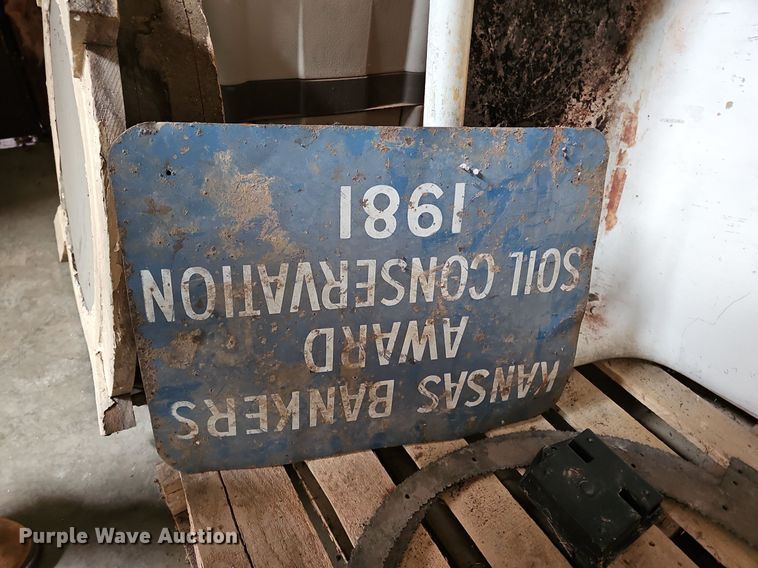 KANSAS BANKERS
AWARD
SOIL CONSERVATION
1981
Purple Wave Auction